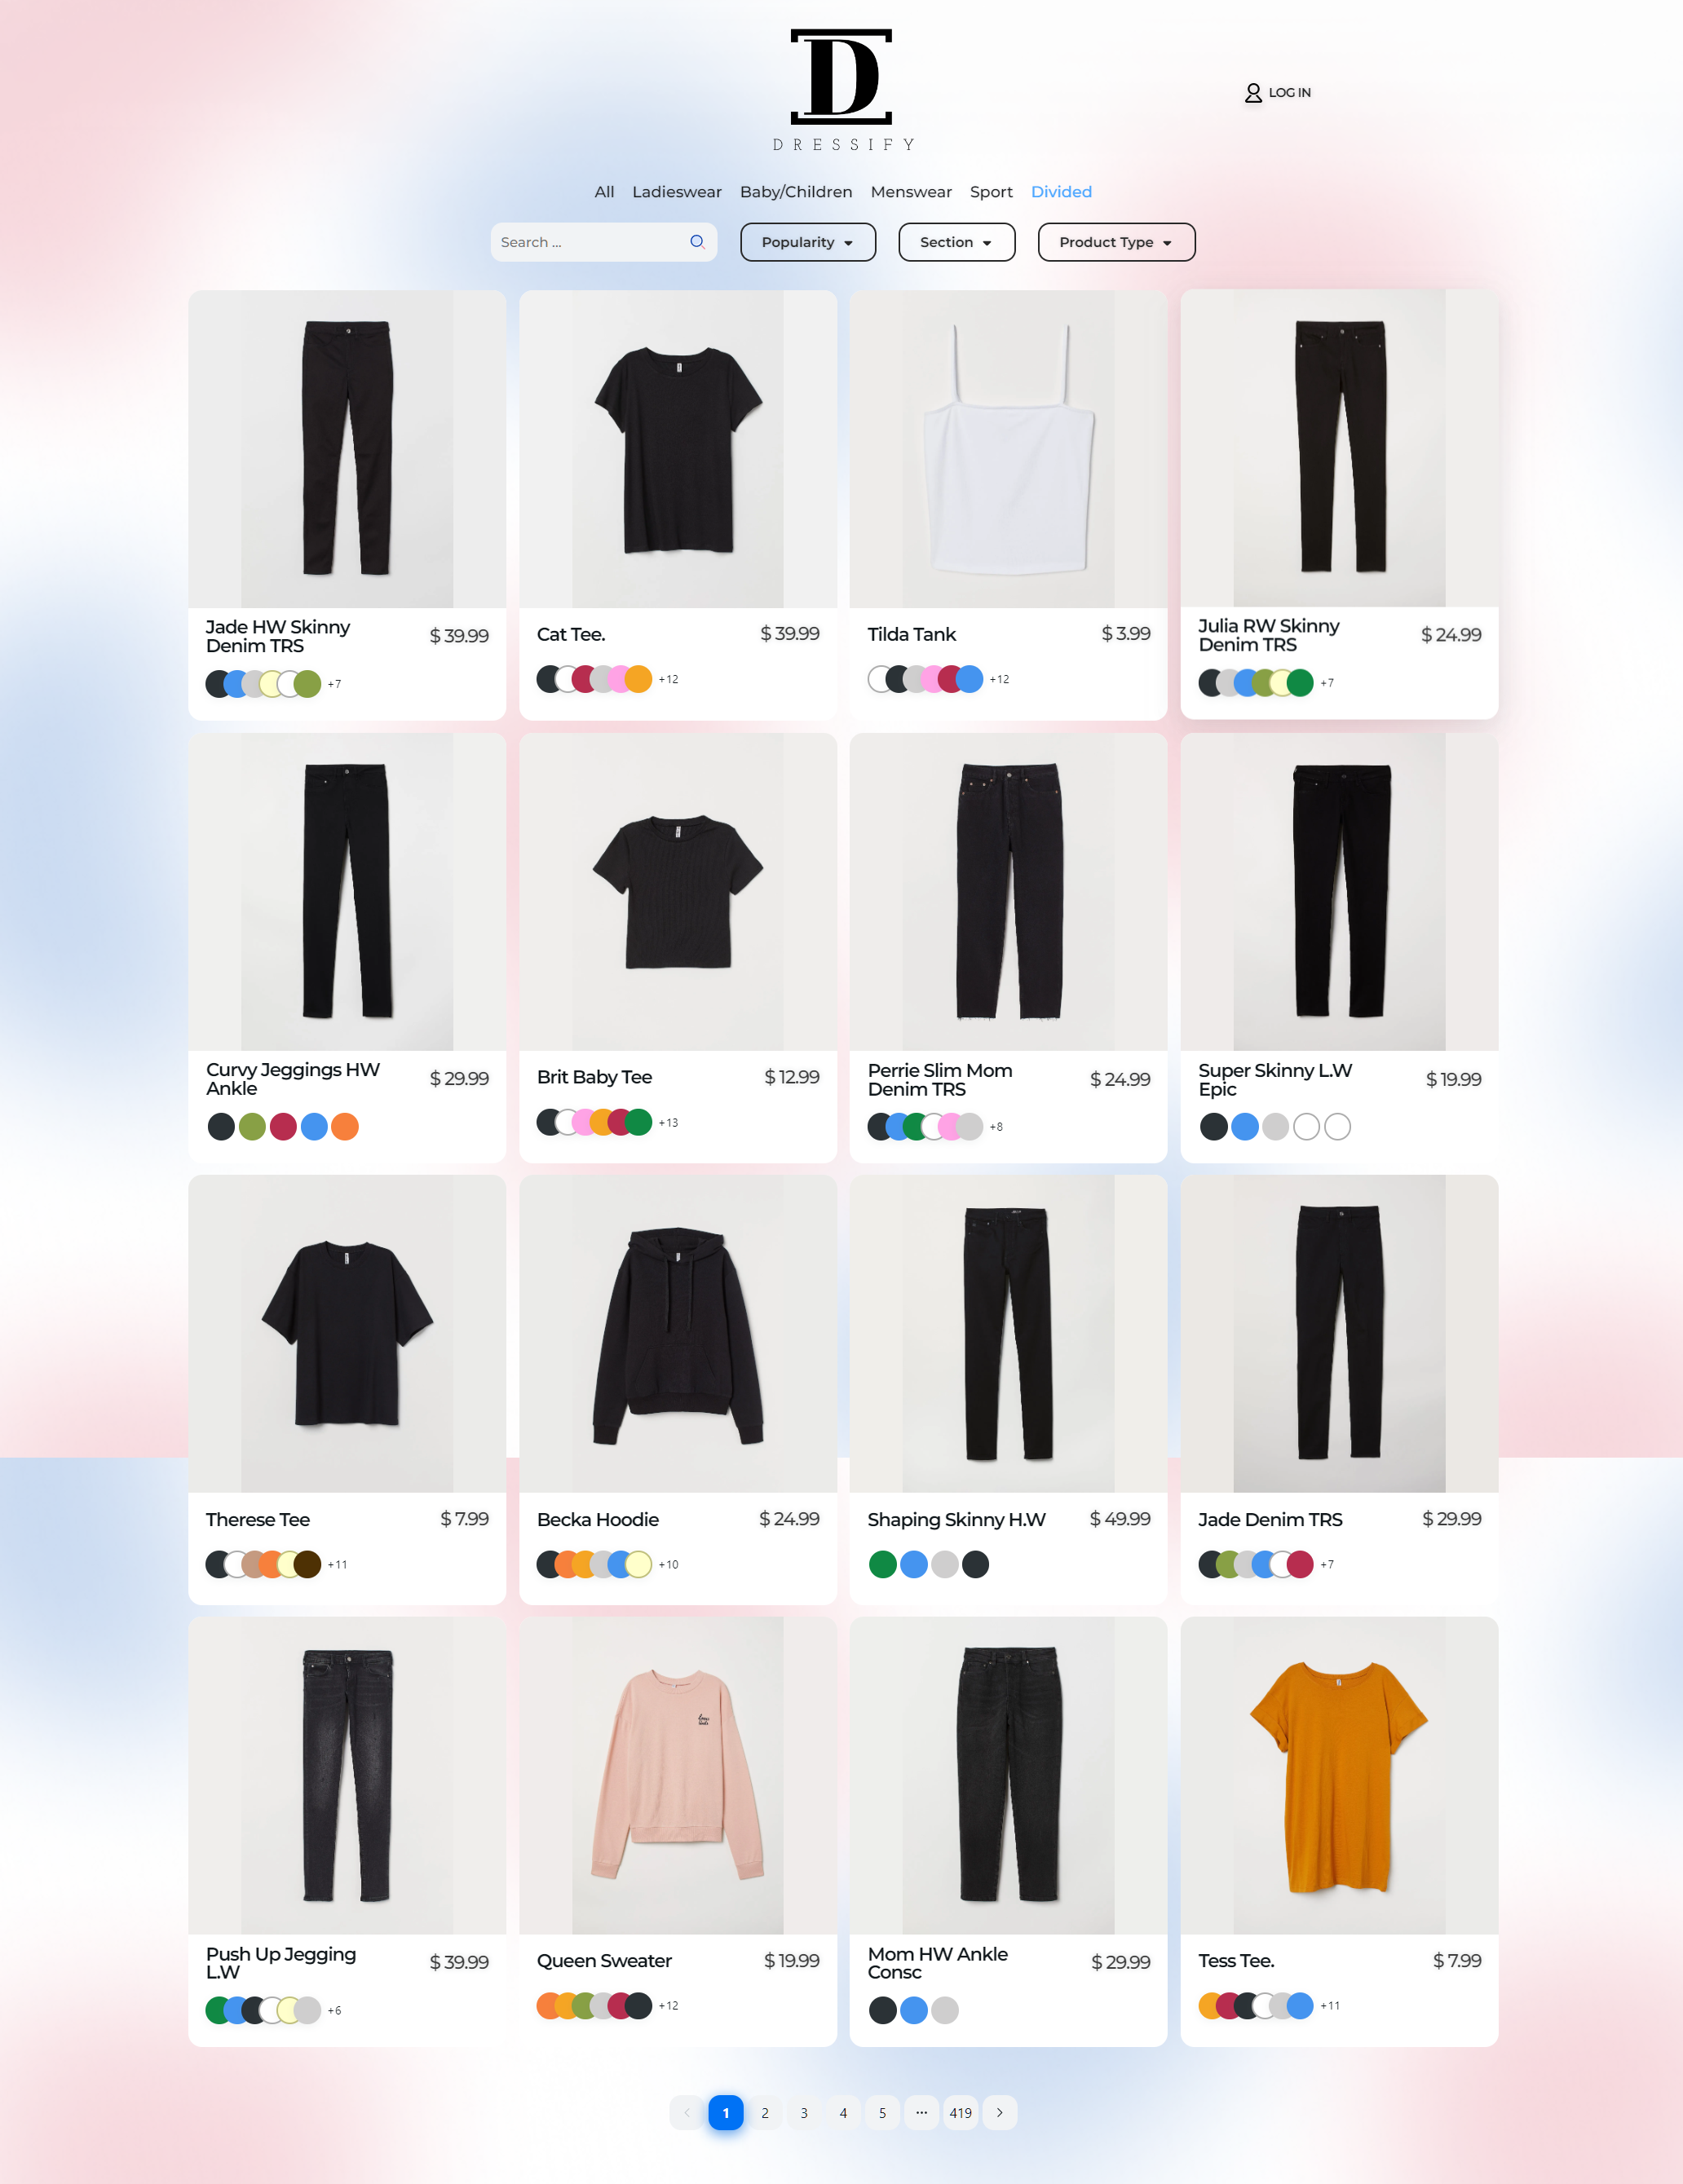 D
DRESSIFY
LOG IN
All Ladieswear Baby/Children Menswear Sport Divided
Search ...
Popularity
Section
Product Type
Jade HW Skinny
Denim TRS
$ 39.99
+7
Cat Tee.
$ 39.99
+12
Tilda Tank
$ 3.99
+12
Julia RW Skinny
Denim TRS
$ 24.99
+7
Curvy Jeggings HW
Ankle
$ 29.99
Brit Baby Tee
$ 12.99
+13
Perrie Slim Mom
Denim TRS
$ 24.99
+8
Super Skinny L.W
Epic
$ 19.99
Therese Tee
$ 7.99
+11
Becka Hoodie
$ 24.99
+10
Shaping Skinny H.W
$ 49.99
Jade Denim TRS
$ 29.99
+7
Push Up Jegging
L.W
$ 39.99
+6
Queen Sweater
$ 19.99
+12
Mom HW Ankle
Consc
$ 29.99
Tess Tee.
$ 7.99
+11
1 2 3 4 5 ··· 419